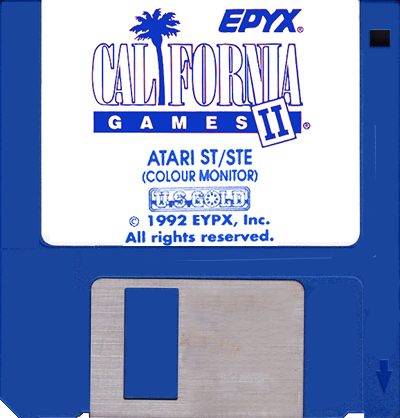 EPYX®
CALIFORNIA
GAMES II®
ATARI ST/STE
(COLOUR MONITOR)
U.S. GOLD
© 1992 EYPX, Inc.
All rights reserved.